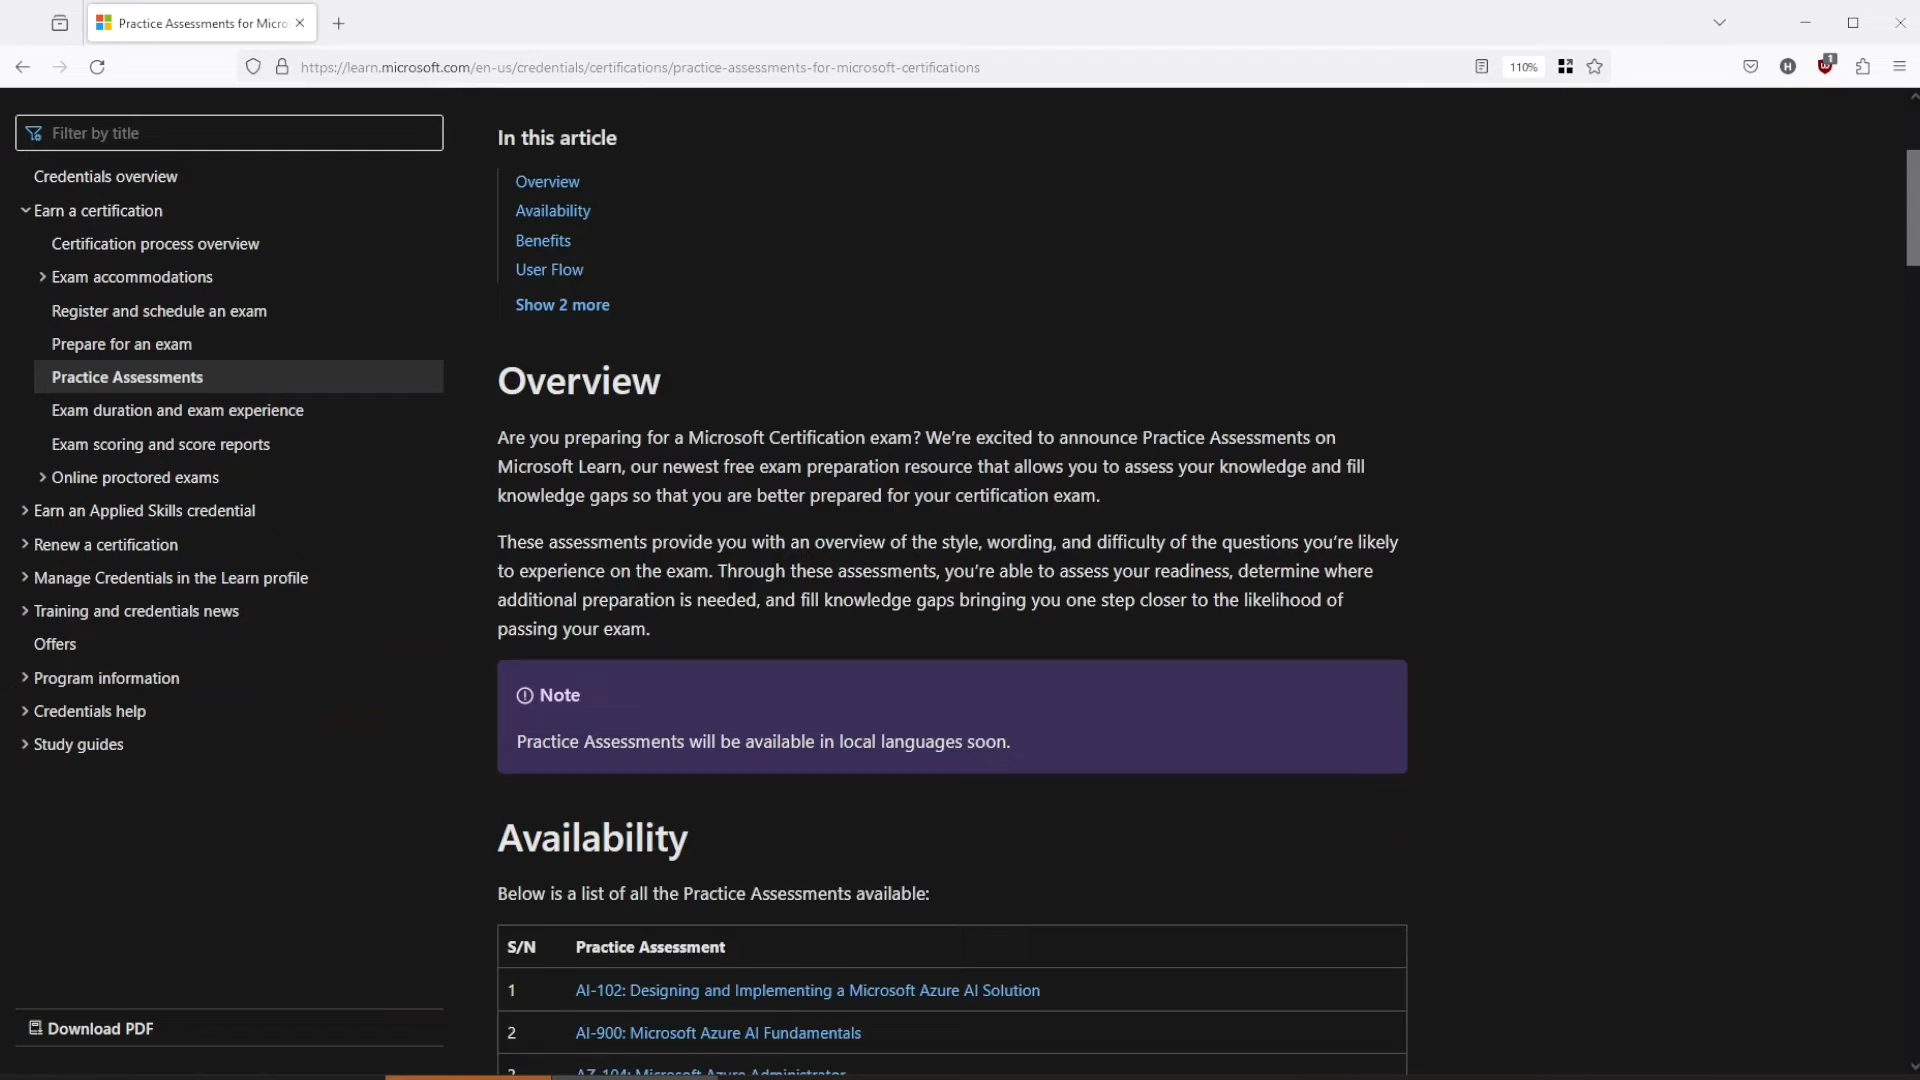 Practice Assessments for Micro
https://learn.microsoft.com/en-us/credentials/certifications/practice-assessments-for-microsoft-certifications
110%
H
1
Filter by title
Credentials overview
Earn a certification
Certification process overview
Exam accommodations
Register and schedule an exam
Prepare for an exam
Practice Assessments
Exam duration and exam experience
Exam scoring and score reports
Online proctored exams
Earn an Applied Skills credential
Renew a certification
Manage Credentials in the Learn profile
Training and credentials news
Offers
Program information
Credentials help
Study guides
Download PDF
In this article
Overview
Availability
Benefits
User Flow
Show 2 more
Overview
Are you preparing for a Microsoft Certification exam? We’re excited to announce Practice Assessments on
Microsoft Learn, our newest free exam preparation resource that allows you to assess your knowledge and fill
knowledge gaps so that you are better prepared for your certification exam.
These assessments provide you with an overview of the style, wording, and difficulty of the questions you’re likely
to experience on the exam. Through these assessments, you’re able to assess your readiness, determine where
additional preparation is needed, and fill knowledge gaps bringing you one step closer to the likelihood of
passing your exam.
Note
Practice Assessments will be available in local languages soon.
Availability
Below is a list of all the Practice Assessments available:
S/N Practice Assessment
1 AI-102: Designing and Implementing a Microsoft Azure AI Solution
2 AI-900: Microsoft Azure AI Fundamentals
3 AZ-104: Microsoft Azure Administrator